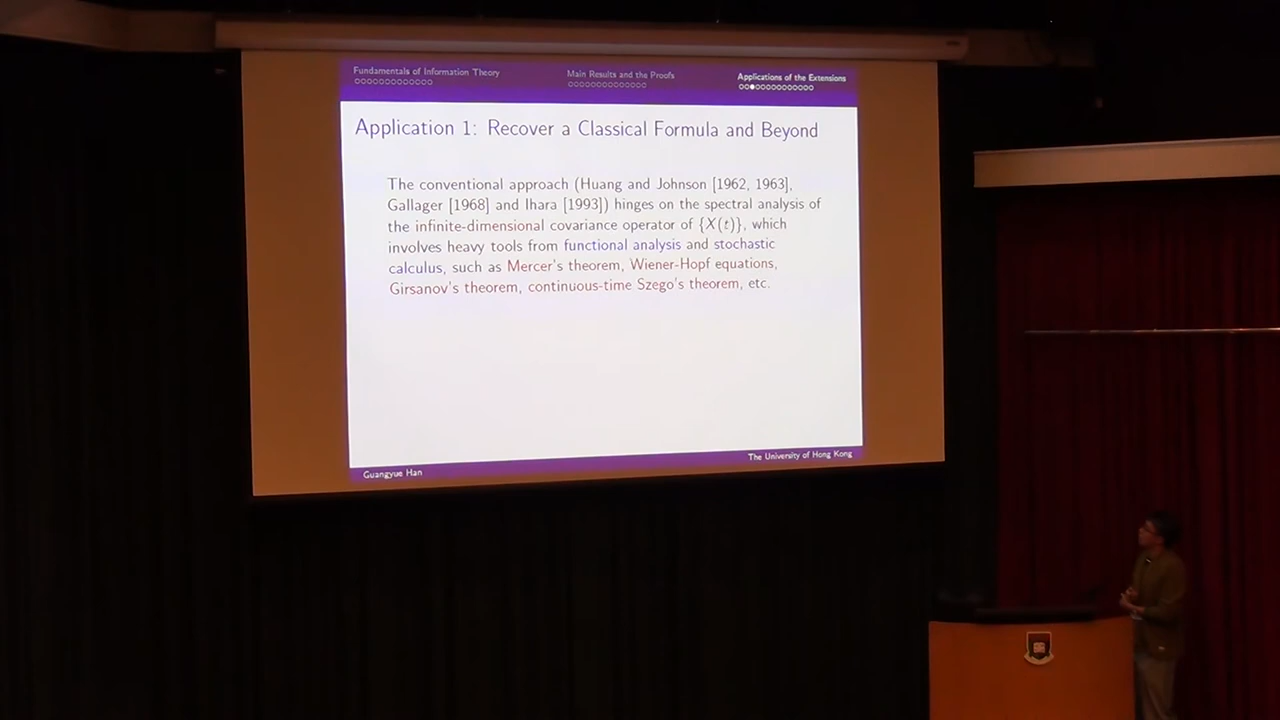 Fundamentals of Information Theory
Main Results and the Proofs
Applications of the Extensions
Application 1: Recover a Classical Formula and Beyond
The conventional approach (Huang and Johnson [1962, 1963],
Gallager [1968] and Ihara [1993]) hinges on the spectral analysis of
the infinite-dimensional covariance operator of {X(t)}, which
involves heavy tools from functional analysis and stochastic
calculus, such as Mercer's theorem, Wiener-Hopf equations,
Girsanov's theorem, continuous-time Szego's theorem, etc.
Guangyue Han
The University of Hong Kong